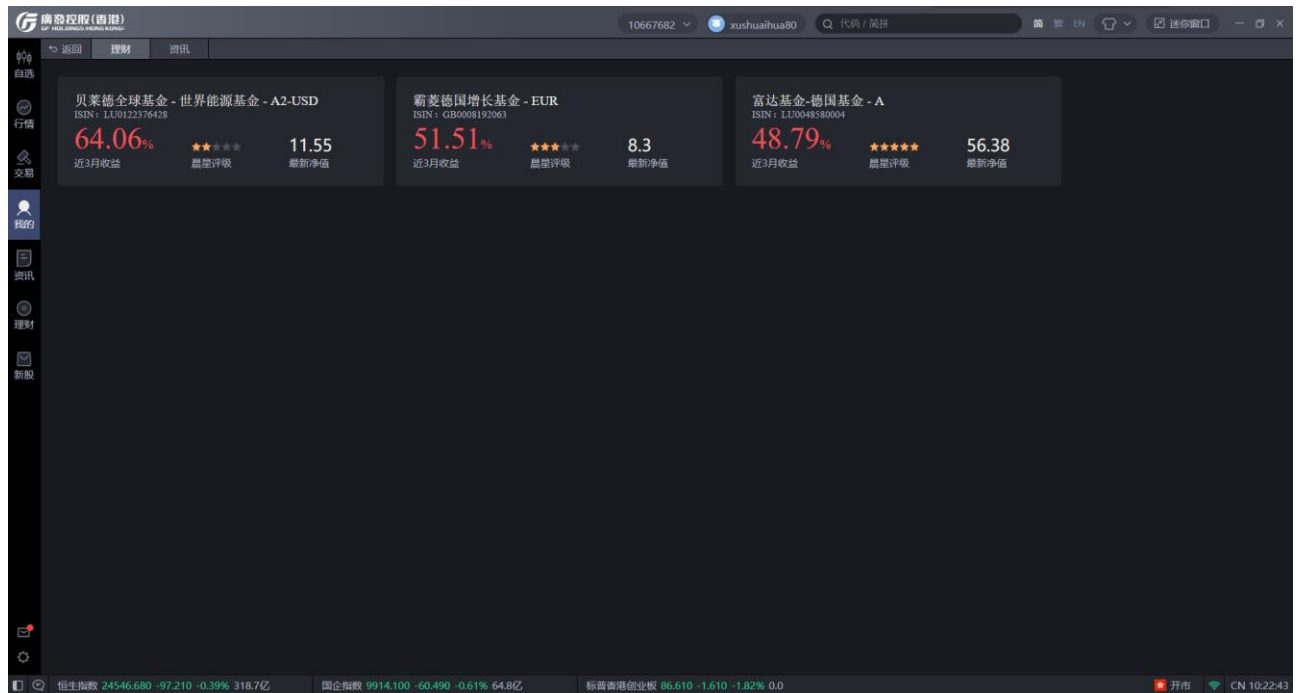 廣發控股(香港)
GF HOLDINGS (HONG KONG)
10667682
xushuaihua80
代码 / 简拼
简 繁 EN
迷你窗口
返回 理财 资讯
自选
行情
交易
我的
资讯
理财
新股
贝莱德全球基金 - 世界能源基金 - A2-USD
ISIN: LU0122376428
64.06% 11.55
近3月收益 晨星评级 最新净值
霸菱德国增长基金 - EUR
ISIN: GB0008192063
51.51% 8.3
近3月收益 晨星评级 最新净值
富达基金-德国基金 - A
ISIN: LU0048580004
48.79% 56.38
近3月收益 晨星评级 最新净值
恒生指数 24546.680 -97.210 -0.39% 318.7亿 国企指数 9914.100 -60.490 -0.61% 64.8亿 标普香港创业板 86.610 -1.610 -1.82% 0.0 开市 CN 10:22:43